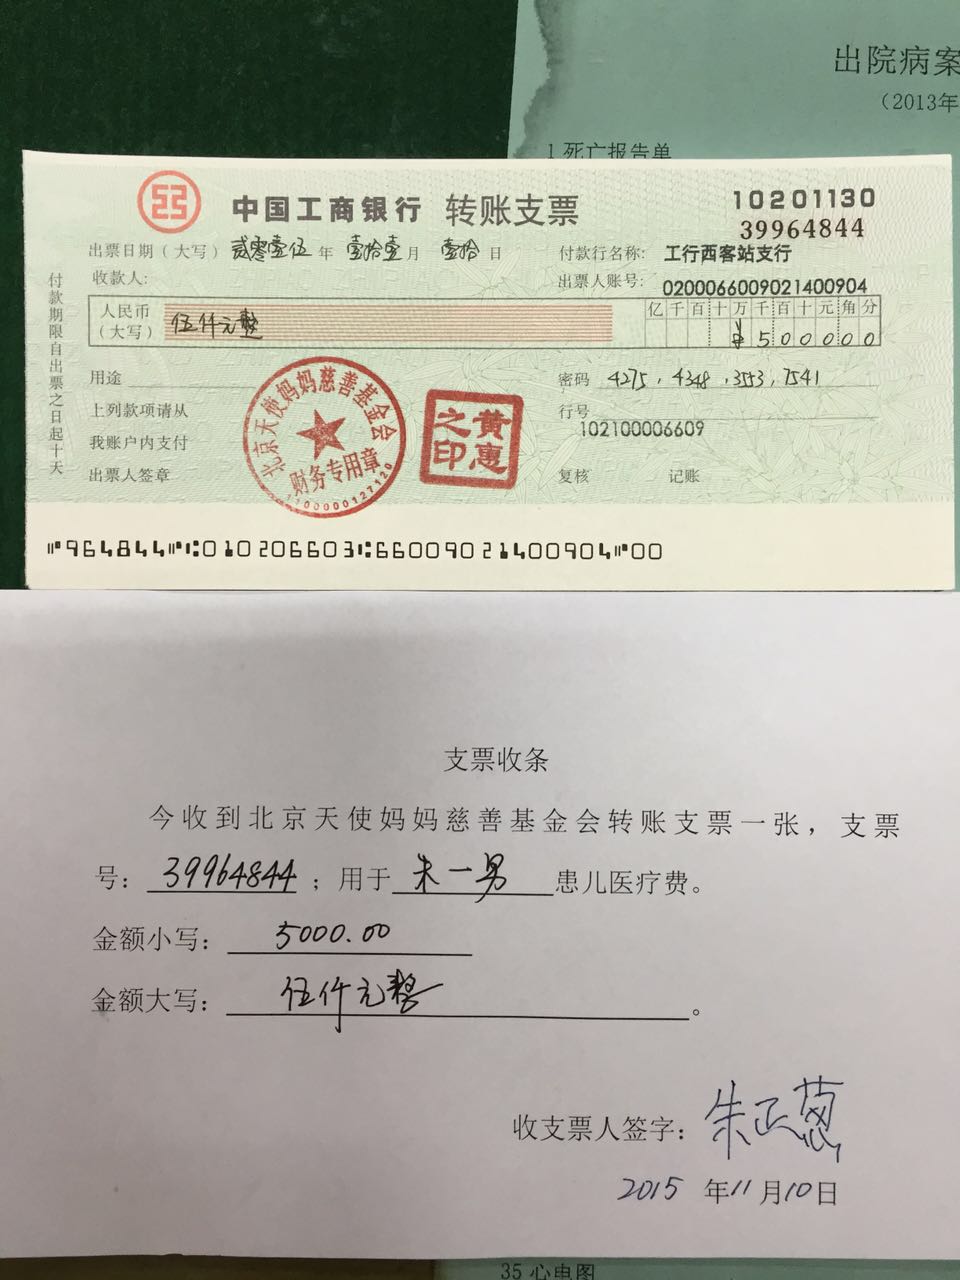 出院病案
（2013年
1 死亡报告单
中国工商银行 转账支票
10201130
39964844
出票日期（大写）贰零壹伍年 壹拾壹月 壹拾日
付款行名称：工行西客站支行
收款人：
出票人账号：0200066009021400904
人民币（大写）伍仟元整
亿千百十万千百十元角分
¥500000
用途
密码 4275，4348，3553，7541
上列款项请从
行号
102100006609
我账户内支付
出票人签章
复核 记账
付款期限自出票之日起十天
北京天使妈妈慈善基金会
财务专用章
1100000127120
黄惠之印
⑈964844⑈⑆010206603⑆6600902140090⁠4⑈00
支票收条
今收到北京天使妈妈慈善基金会转账支票一张，支票
号：39964844；用于朱一男患儿医疗费。
金额小写：5000.00
金额大写：伍仟元整。
收支票人签字：朱正葱
2015年11月10日
35 心电图